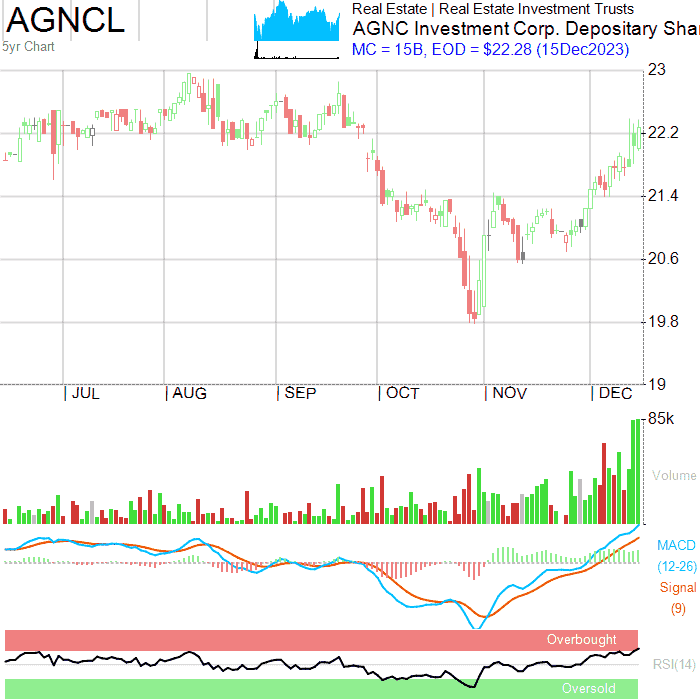 AGNCL
5yr Chart
Real Estate | Real Estate Investment Trusts
AGNC Investment Corp. Depositary Shar
MC = 15B, EOD = $22.28 (15Dec2023)
23
22.2
21.4
20.6
19.8
19
| JUL | AUG | SEP | OCT | NOV | DEC
85k
Volume
MACD
(12-26)
Signal
(9)
Overbought
RSI(14)
Oversold